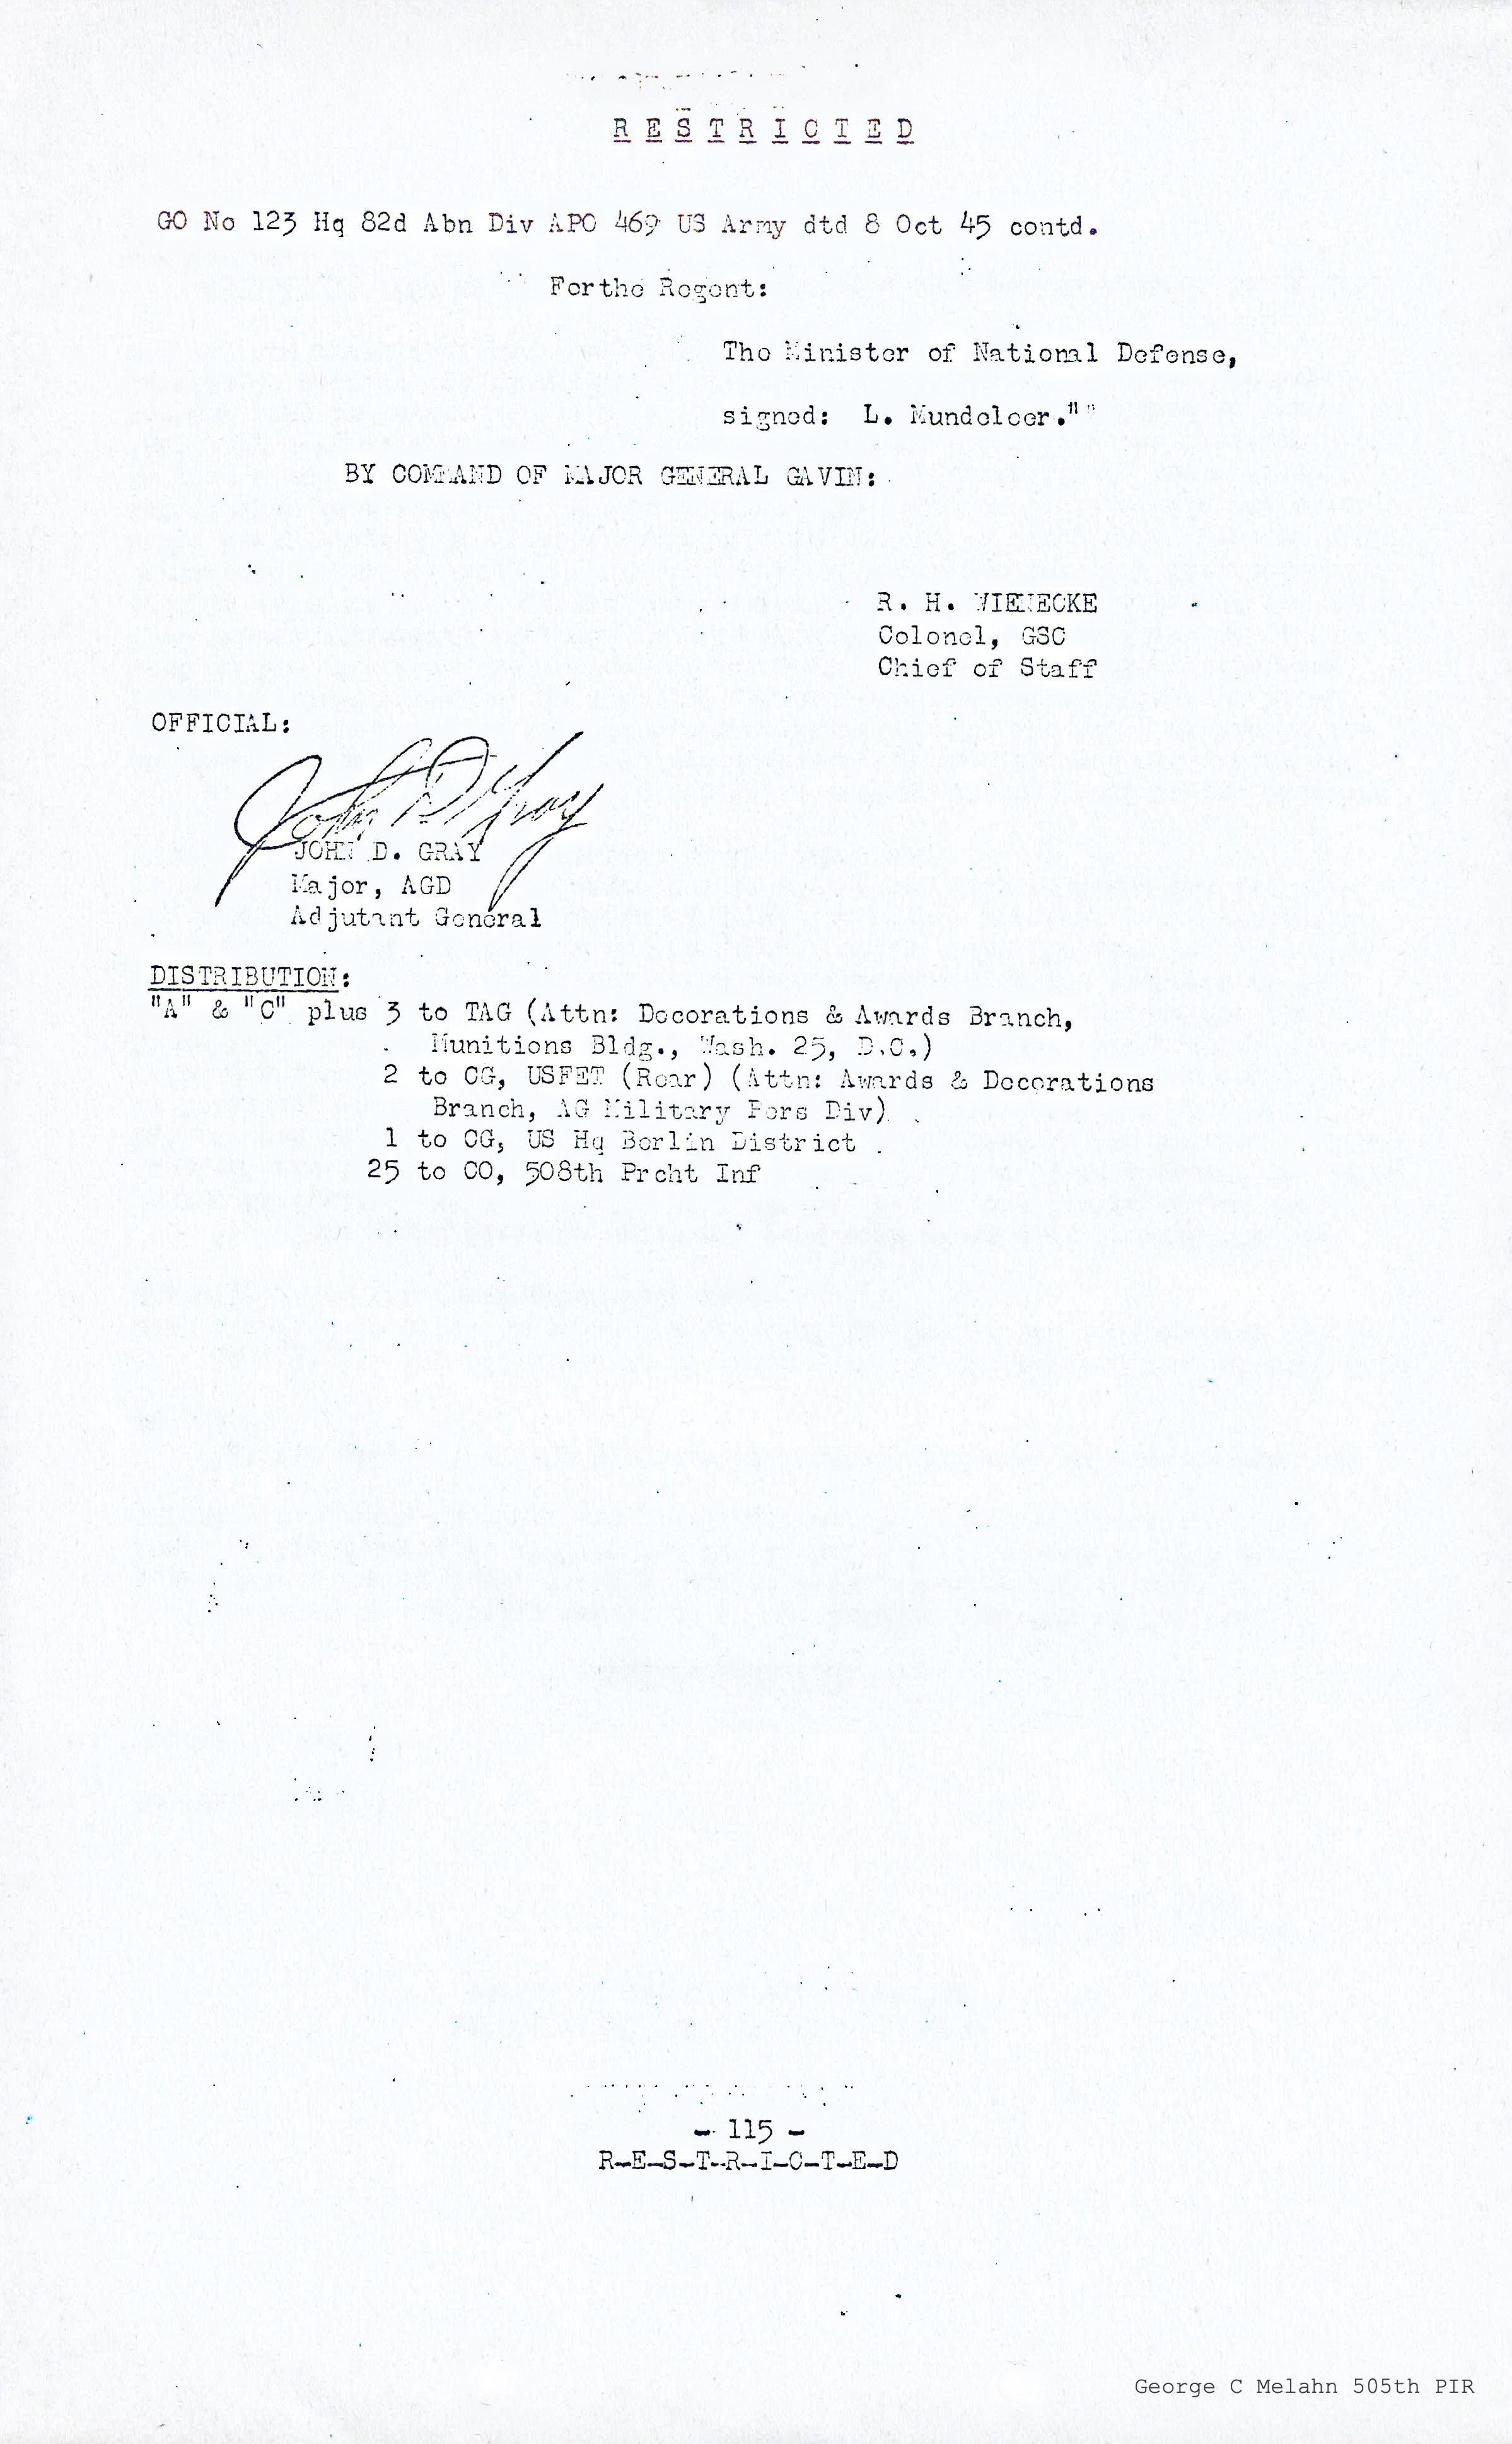 R E S T R I C T E D
GO No 123 Hq 82d Abn Div APO 469 US Army dtd 8 Oct 45 contd.
For the Regent:
The Minister of National Defense,
signed: L. Mundeleer.""
BY COMMAND OF MAJOR GENERAL GAVIN:
R. H. WIENECKE
Colonel, GSC
Chief of Staff
OFFICIAL:
John D Gray
JOHN D. GRAY
Major, AGD
Adjutant General
DISTRIBUTION:
"A" & "C" plus 3 to TAG (Attn: Decorations & Awards Branch,
Munitions Bldg., Wash. 25, D.C.)
2 to CG, USFET (Rear) (Attn: Awards & Decorations
Branch, AG Military Pers Div)
1 to CG, US Hq Berlin District
25 to CO, 508th Prcht Inf
- 115 -
R-E-S-T-R-I-C-T-E-D
George C Melahn 505th PIR